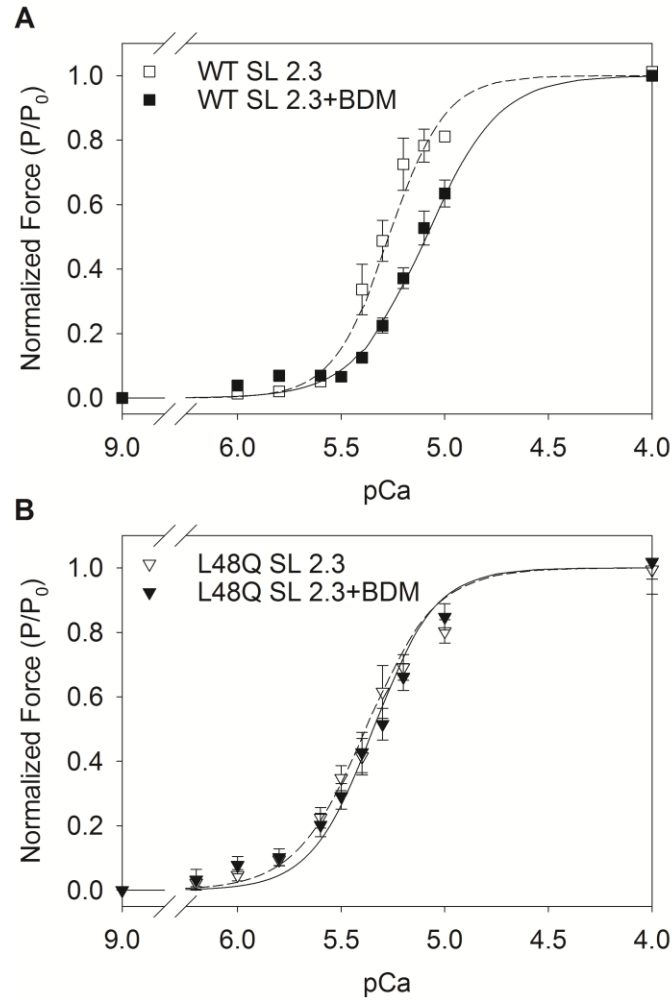 A
WT SL 2.3
WT SL 2.3+BDM
Normalized Force (P/P₀)
1.0
0.8
0.6
0.4
0.2
0.0
9.0 6.0 5.5 5.0 4.5 4.0
pCa
B
L48Q SL 2.3
L48Q SL 2.3+BDM
Normalized Force (P/P₀)
1.0
0.8
0.6
0.4
0.2
0.0
9.0 6.0 5.5 5.0 4.5 4.0
pCa